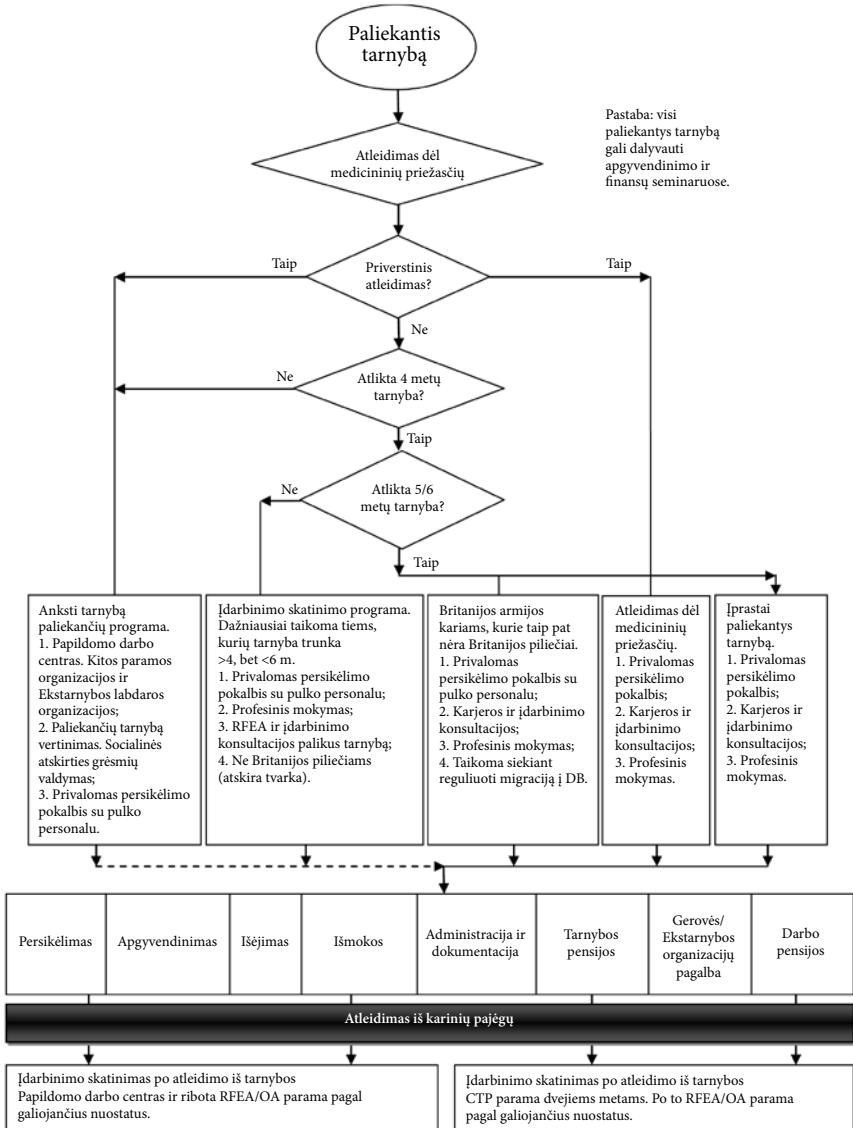 Paliekantis
tarnybą
Pastaba: visi
paliekantys tarnybą
gali dalyvauti
apgyvendinimo ir
finansų seminaruose.
Atleidimas dėl
medicininių priežasčių
Taip
Priverstinis
atleidimas?
Taip
Ne
Ne
Atlikta 4 metų
tarnyba?
Taip
Ne
Atlikta 5/6
metų tarnyba?
Taip
Anksti tarnybą
paliekančių programa.
1. Papildomo darbo
centras. Kitos paramos
organizacijos ir
Ekstarnybos labdaros
organizacijos;
2. Paliekančių tarnybą
vertinimas. Socialinės
atskirties grėsmių
valdymas;
3. Privalomas persikėlimo
pokalbis su pulko
personalu.
Įdarbinimo skatinimo programa.
Dažniausiai taikoma tiems,
kurių tarnyba trunka
>4, bet <6 m.
1. Privalomas persikėlimo
pokalbis su pulko personalu;
2. Profesinis mokymas;
3. RFEA ir įdarbinimo
konsultacijos palikus tarnybą;
4. Ne Britanijos piliečiams
(atskira tvarka).
Britanijos armijos
kariams, kurie taip pat
nėra Britanijos piliečiai.
1. Privalomas
persikėlimo pokalbis su
pulko personalu;
2. Karjeros ir įdarbinimo
konsultacijos;
3. Profesinis mokymas;
4. Taikoma siekiant
reguliuoti migraciją į DB.
Atleidimas dėl
medicininių
priežasčių.
1. Privalomas
persikėlimo
pokalbis;
2. Karjeros ir
įdarbinimo
konsultacijos;
3. Profesinis
mokymas.
Įprastai
paliekantys
tarnybą.
1. Privalomas
persikėlimo
pokalbis;
2. Karjeros ir
įdarbinimo
konsultacijos;
3. Profesinis
mokymas.
Persikėlimas
Apgyvendinimas
Išėjimas
Išmokos
Administracija ir
dokumentacija
Tarnybos
pensijos
Gerovės/
Ekstarnybos
organizacijų
pagalba
Darbo
pensijos
Atleidimas iš karinių pajėgų
Įdarbinimo skatinimas po atleidimo iš tarnybos
Papildomo darbo centras ir ribota RFEA/OA parama pagal
galiojančius nuostatus.
Įdarbinimo skatinimas po atleidimo iš tarnybos
CTP parama dvejiems metams. Po to RFEA/OA parama
pagal galiojančius nuostatus.